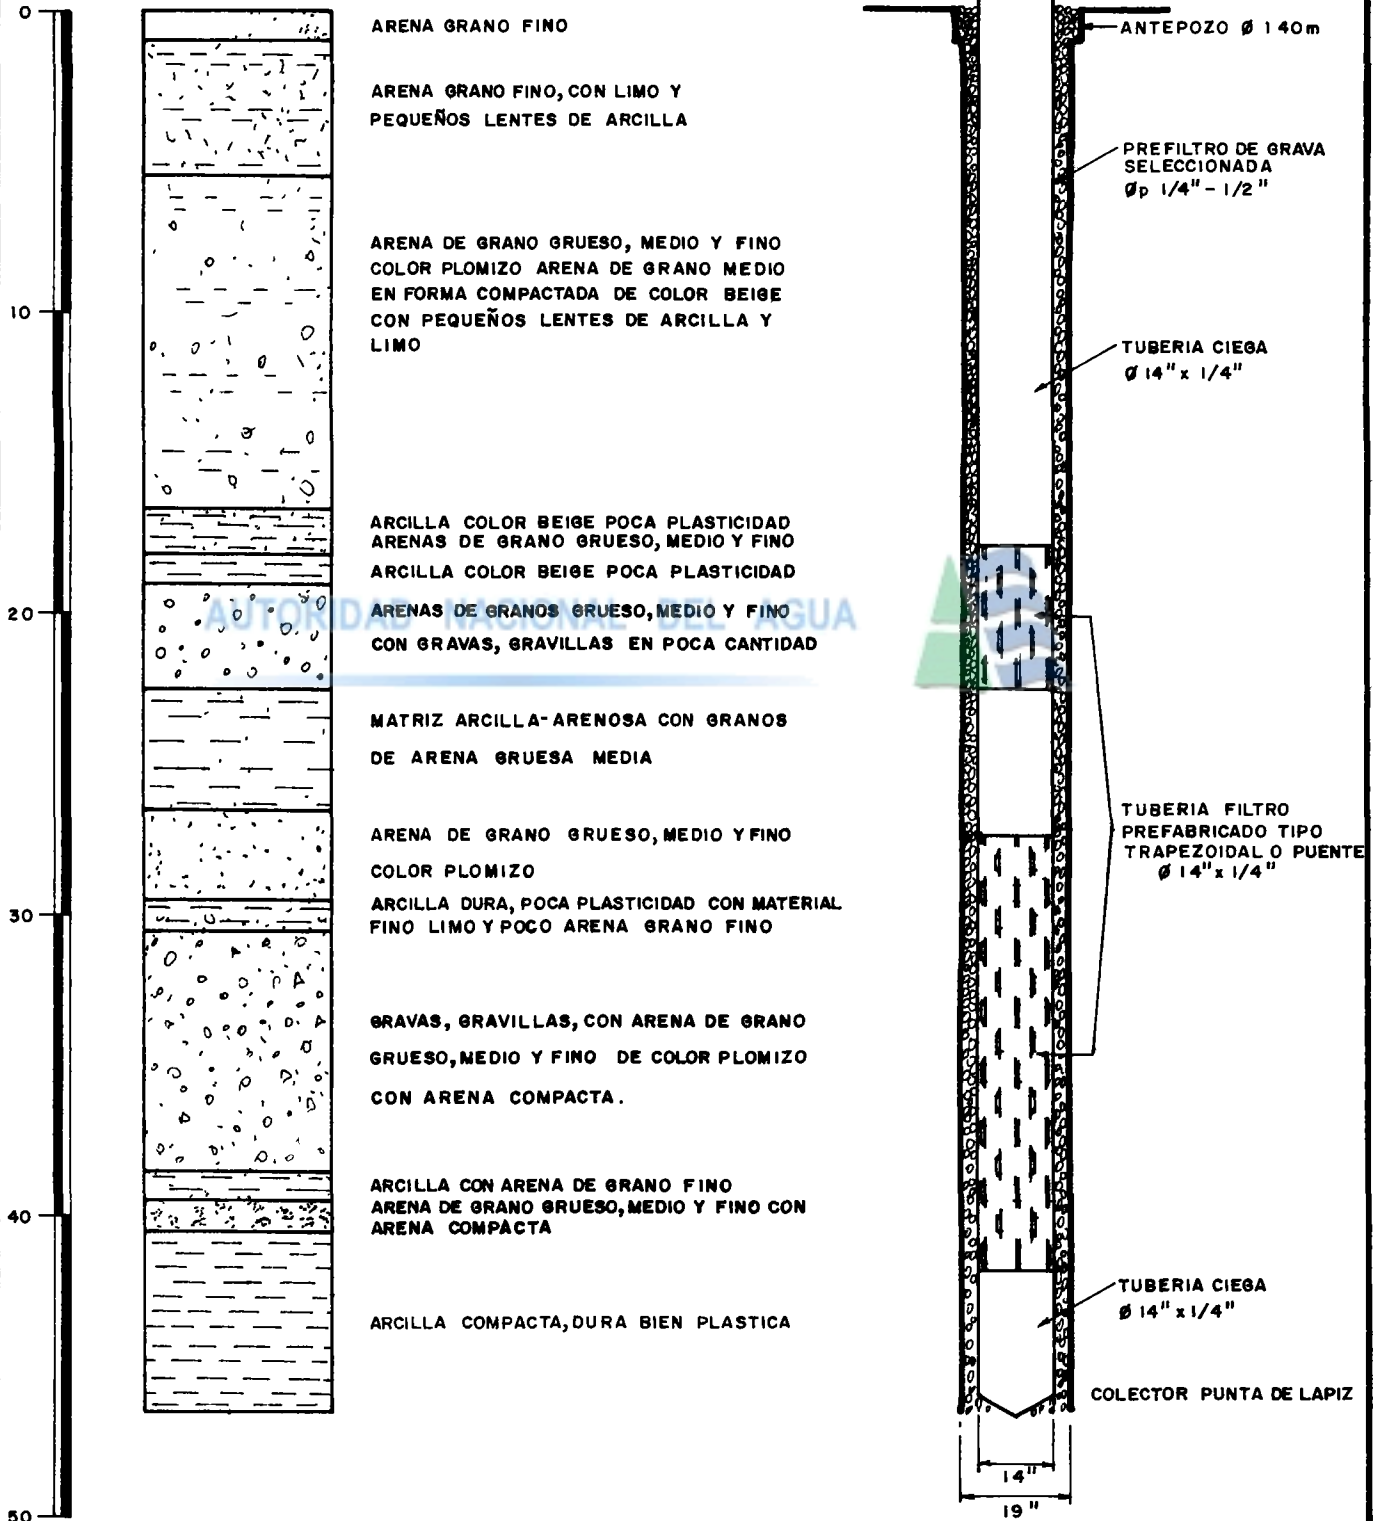 0
10
20
30
40
50
ARENA GRANO FINO
ARENA GRANO FINO, CON LIMO Y
PEQUEÑOS LENTES DE ARCILLA
ARENA DE GRANO GRUESO, MEDIO Y FINO
COLOR PLOMIZO ARENA DE GRANO MEDIO
EN FORMA COMPACTADA DE COLOR BEIGE
CON PEQUEÑOS LENTES DE ARCILLA Y
LIMO
ARCILLA COLOR BEIGE POCA PLASTICIDAD
ARENAS DE GRANO GRUESO, MEDIO Y FINO
ARCILLA COLOR BEIGE POCA PLASTICIDAD
ARENAS DE GRANOS GRUESO, MEDIO Y FINO
CON GRAVAS, GRAVILLAS EN POCA CANTIDAD
AUTORIDAD NACIONAL DEL AGUA
MATRIZ ARCILLA-ARENOSA CON GRANOS
DE ARENA GRUESA MEDIA
ARENA DE GRANO GRUESO, MEDIO Y FINO
COLOR PLOMIZO
ARCILLA DURA, POCA PLASTICIDAD CON MATERIAL
FINO LIMO Y POCO ARENA GRANO FINO
GRAVAS, GRAVILLAS, CON ARENA DE GRANO
GRUESO, MEDIO Y FINO DE COLOR PLOMIZO
CON ARENA COMPACTA.
ARCILLA CON ARENA DE GRANO FINO
ARENA DE GRANO GRUESO, MEDIO Y FINO CON
ARENA COMPACTA
ARCILLA COMPACTA, DURA BIEN PLASTICA
ANTEPOZO Ø 140m
PREFILTRO DE GRAVA
SELECCIONADA
Øp 1/4" - 1/2"
TUBERIA CIEGA
Ø 14" x 1/4"
TUBERIA FILTRO
PREFABRICADO TIPO
TRAPEZOIDAL O PUENTE
Ø 14" x 1/4"
TUBERIA CIEGA
Ø 14" x 1/4"
COLECTOR PUNTA DE LAPIZ
14"
19"